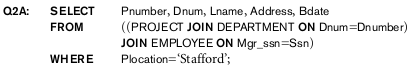 Q2A: SELECT Pnumber, Dnum, Lname, Address, Bdate
FROM ((PROJECT JOIN DEPARTMENT ON Dnum=Dnumber)
JOIN EMPLOYEE ON Mgr_ssn=Ssn)
WHERE Plocation=‘Stafford’;